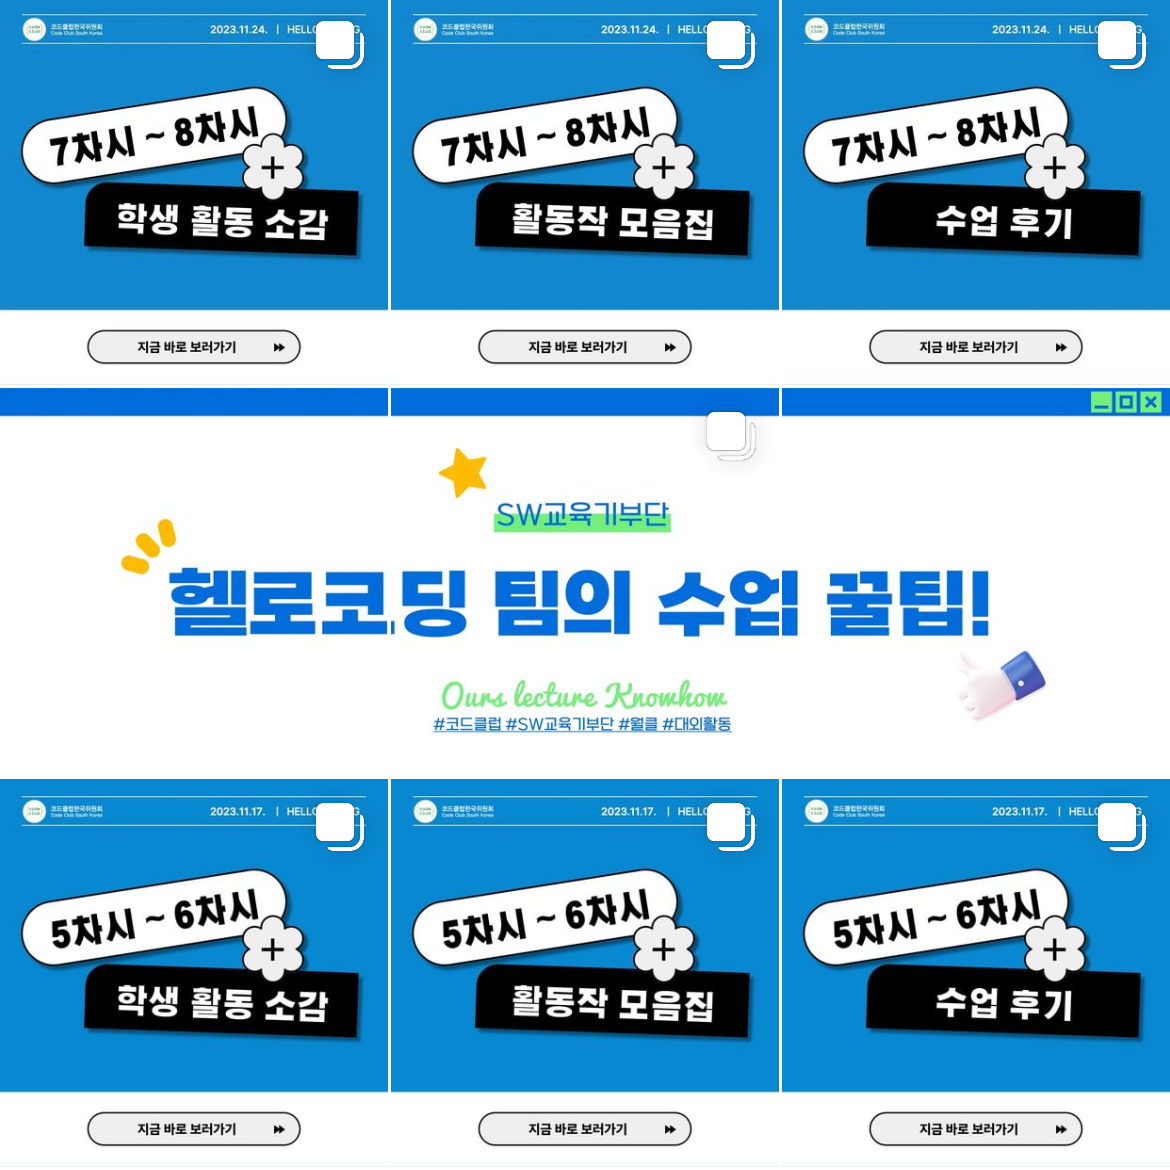 코드클럽한국위원회
Code Club South Korea
2023.11.24. | HELLO
G
7차시 ~ 8차시
+
학생 활동 소감
지금 바로 보러가기
코드클럽한국위원회
Code Club South Korea
2023.11.24. | HELLO
G
7차시 ~ 8차시
+
활동작 모음집
지금 바로 보러가기
코드클럽한국위원회
Code Club South Korea
2023.11.24. | HELLO
G
7차시 ~ 8차시
+
수업 후기
지금 바로 보러가기
SW교육기부단
헬로코딩 팀의 수업 꿀팁!
Ours lecture Knowhow
#코드클럽 #SW교육기부단 #월클 #대외활동
코드클럽한국위원회
Code Club South Korea
2023.11.17. | HELLO
G
5차시 ~ 6차시
+
학생 활동 소감
지금 바로 보러가기
코드클럽한국위원회
Code Club South Korea
2023.11.17. | HELLO
G
5차시 ~ 6차시
+
활동작 모음집
지금 바로 보러가기
코드클럽한국위원회
Code Club South Korea
2023.11.17. | HELLO
G
5차시 ~ 6차시
+
수업 후기
지금 바로 보러가기